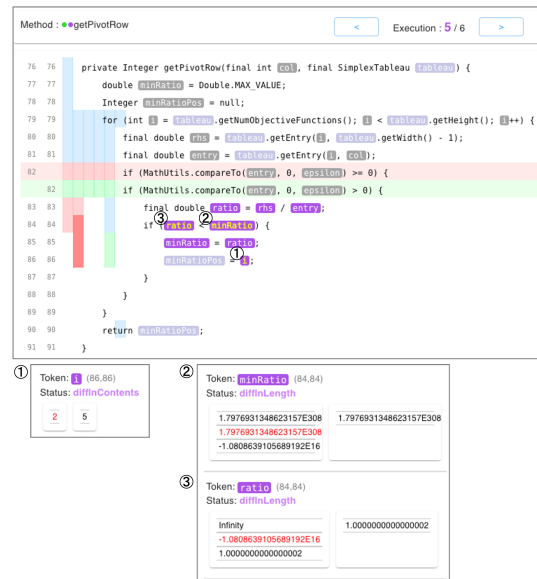 Method : getPivotRow < Execution : 5 / 6 >
76 76 private Integer getPivotRow(final int col, final SimplexTableau tableau) {
77 77 double minRatio = Double.MAX_VALUE;
78 78 Integer minRatioPos = null;
79 79 for (int i = tableau.getNumObjectiveFunctions(); i < tableau.getHeight(); i++) {
80 80 final double rhs = tableau.getEntry(i, tableau.getWidth() - 1);
81 81 final double entry = tableau.getEntry(i, col);
82 if (MathUtils.compareTo(entry, 0, epsilon) >= 0) {
82 if (MathUtils.compareTo(entry, 0, epsilon) > 0) {
83 83 final double ratio = rhs / entry;
③ ②
84 84 if (ratio < minRatio) {
85 85 minRatio = ratio;
①
86 86 minRatioPos = i;
87 87 }
88 88 }
89 89 }
90 90 return minRatioPos;
91 91 }
①
Token: i (86,86)
Status: diffInContents
2 5
②
Token: minRatio (84,84)
Status: diffInLength
1.7976931348623157E308 1.7976931348623157E308
1.7976931348623157E308
-1.0808639105689192E16
③
Token: ratio (84,84)
Status: diffInLength
Infinity 1.0000000000000002
-1.0808639105689192E16
1.0000000000000002